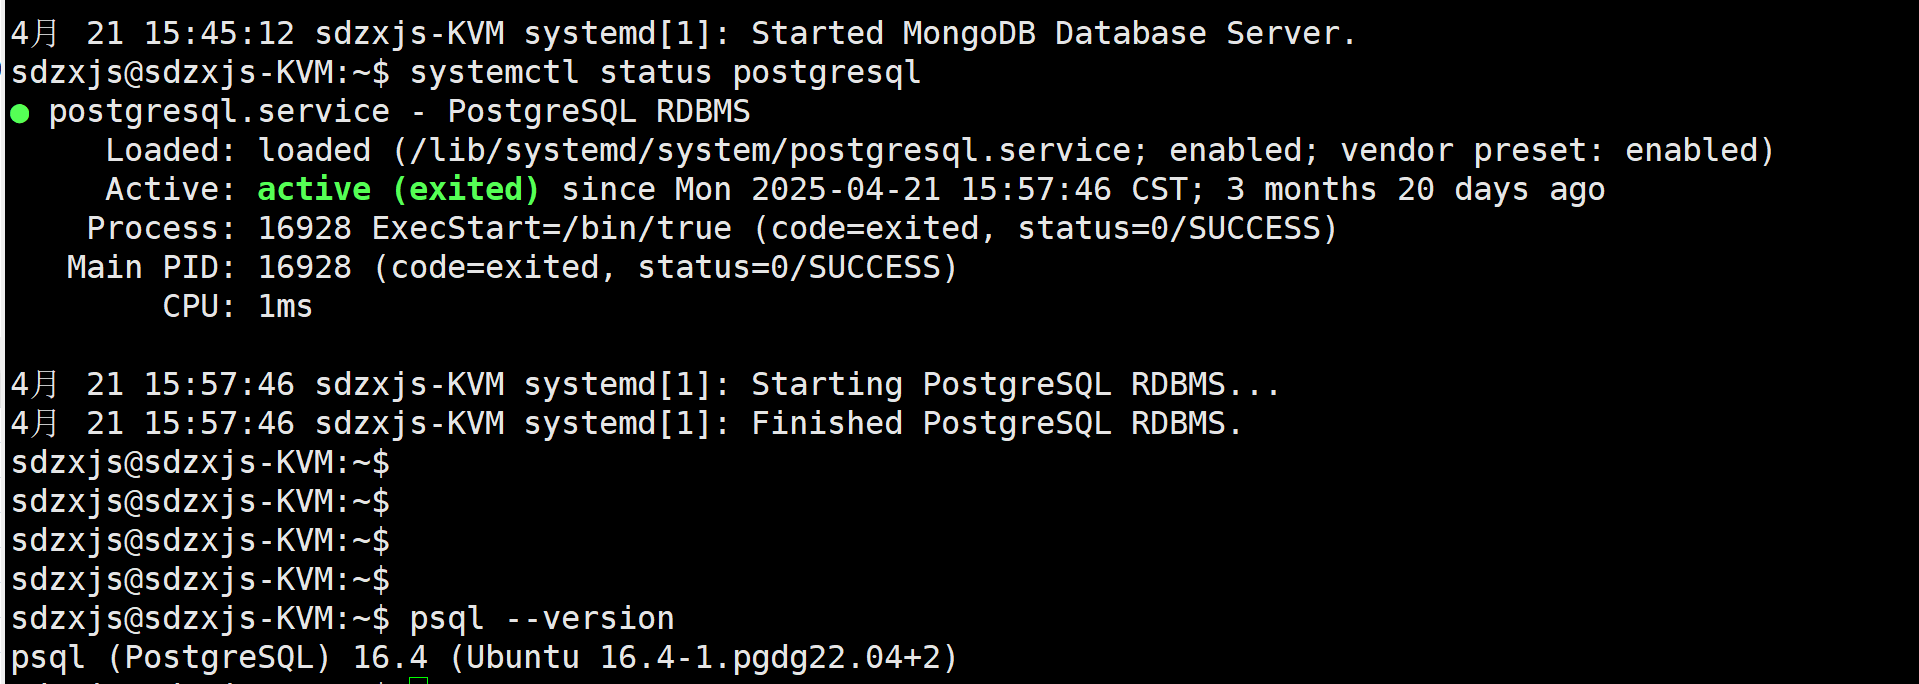 4月 21 15:45:12 sdzxjs-KVM systemd[1]: Started MongoDB Database Server.
sdzxjs@sdzxjs-KVM:~$ systemctl status postgresql
● postgresql.service - PostgreSQL RDBMS
     Loaded: loaded (/lib/systemd/system/postgresql.service; enabled; vendor preset: enabled)
     Active: active (exited) since Mon 2025-04-21 15:57:46 CST; 3 months 20 days ago
    Process: 16928 ExecStart=/bin/true (code=exited, status=0/SUCCESS)
   Main PID: 16928 (code=exited, status=0/SUCCESS)
        CPU: 1ms

4月 21 15:57:46 sdzxjs-KVM systemd[1]: Starting PostgreSQL RDBMS...
4月 21 15:57:46 sdzxjs-KVM systemd[1]: Finished PostgreSQL RDBMS.
sdzxjs@sdzxjs-KVM:~$
sdzxjs@sdzxjs-KVM:~$
sdzxjs@sdzxjs-KVM:~$
sdzxjs@sdzxjs-KVM:~$
sdzxjs@sdzxjs-KVM:~$ psql --version
psql (PostgreSQL) 16.4 (Ubuntu 16.4-1.pgdg22.04+2)